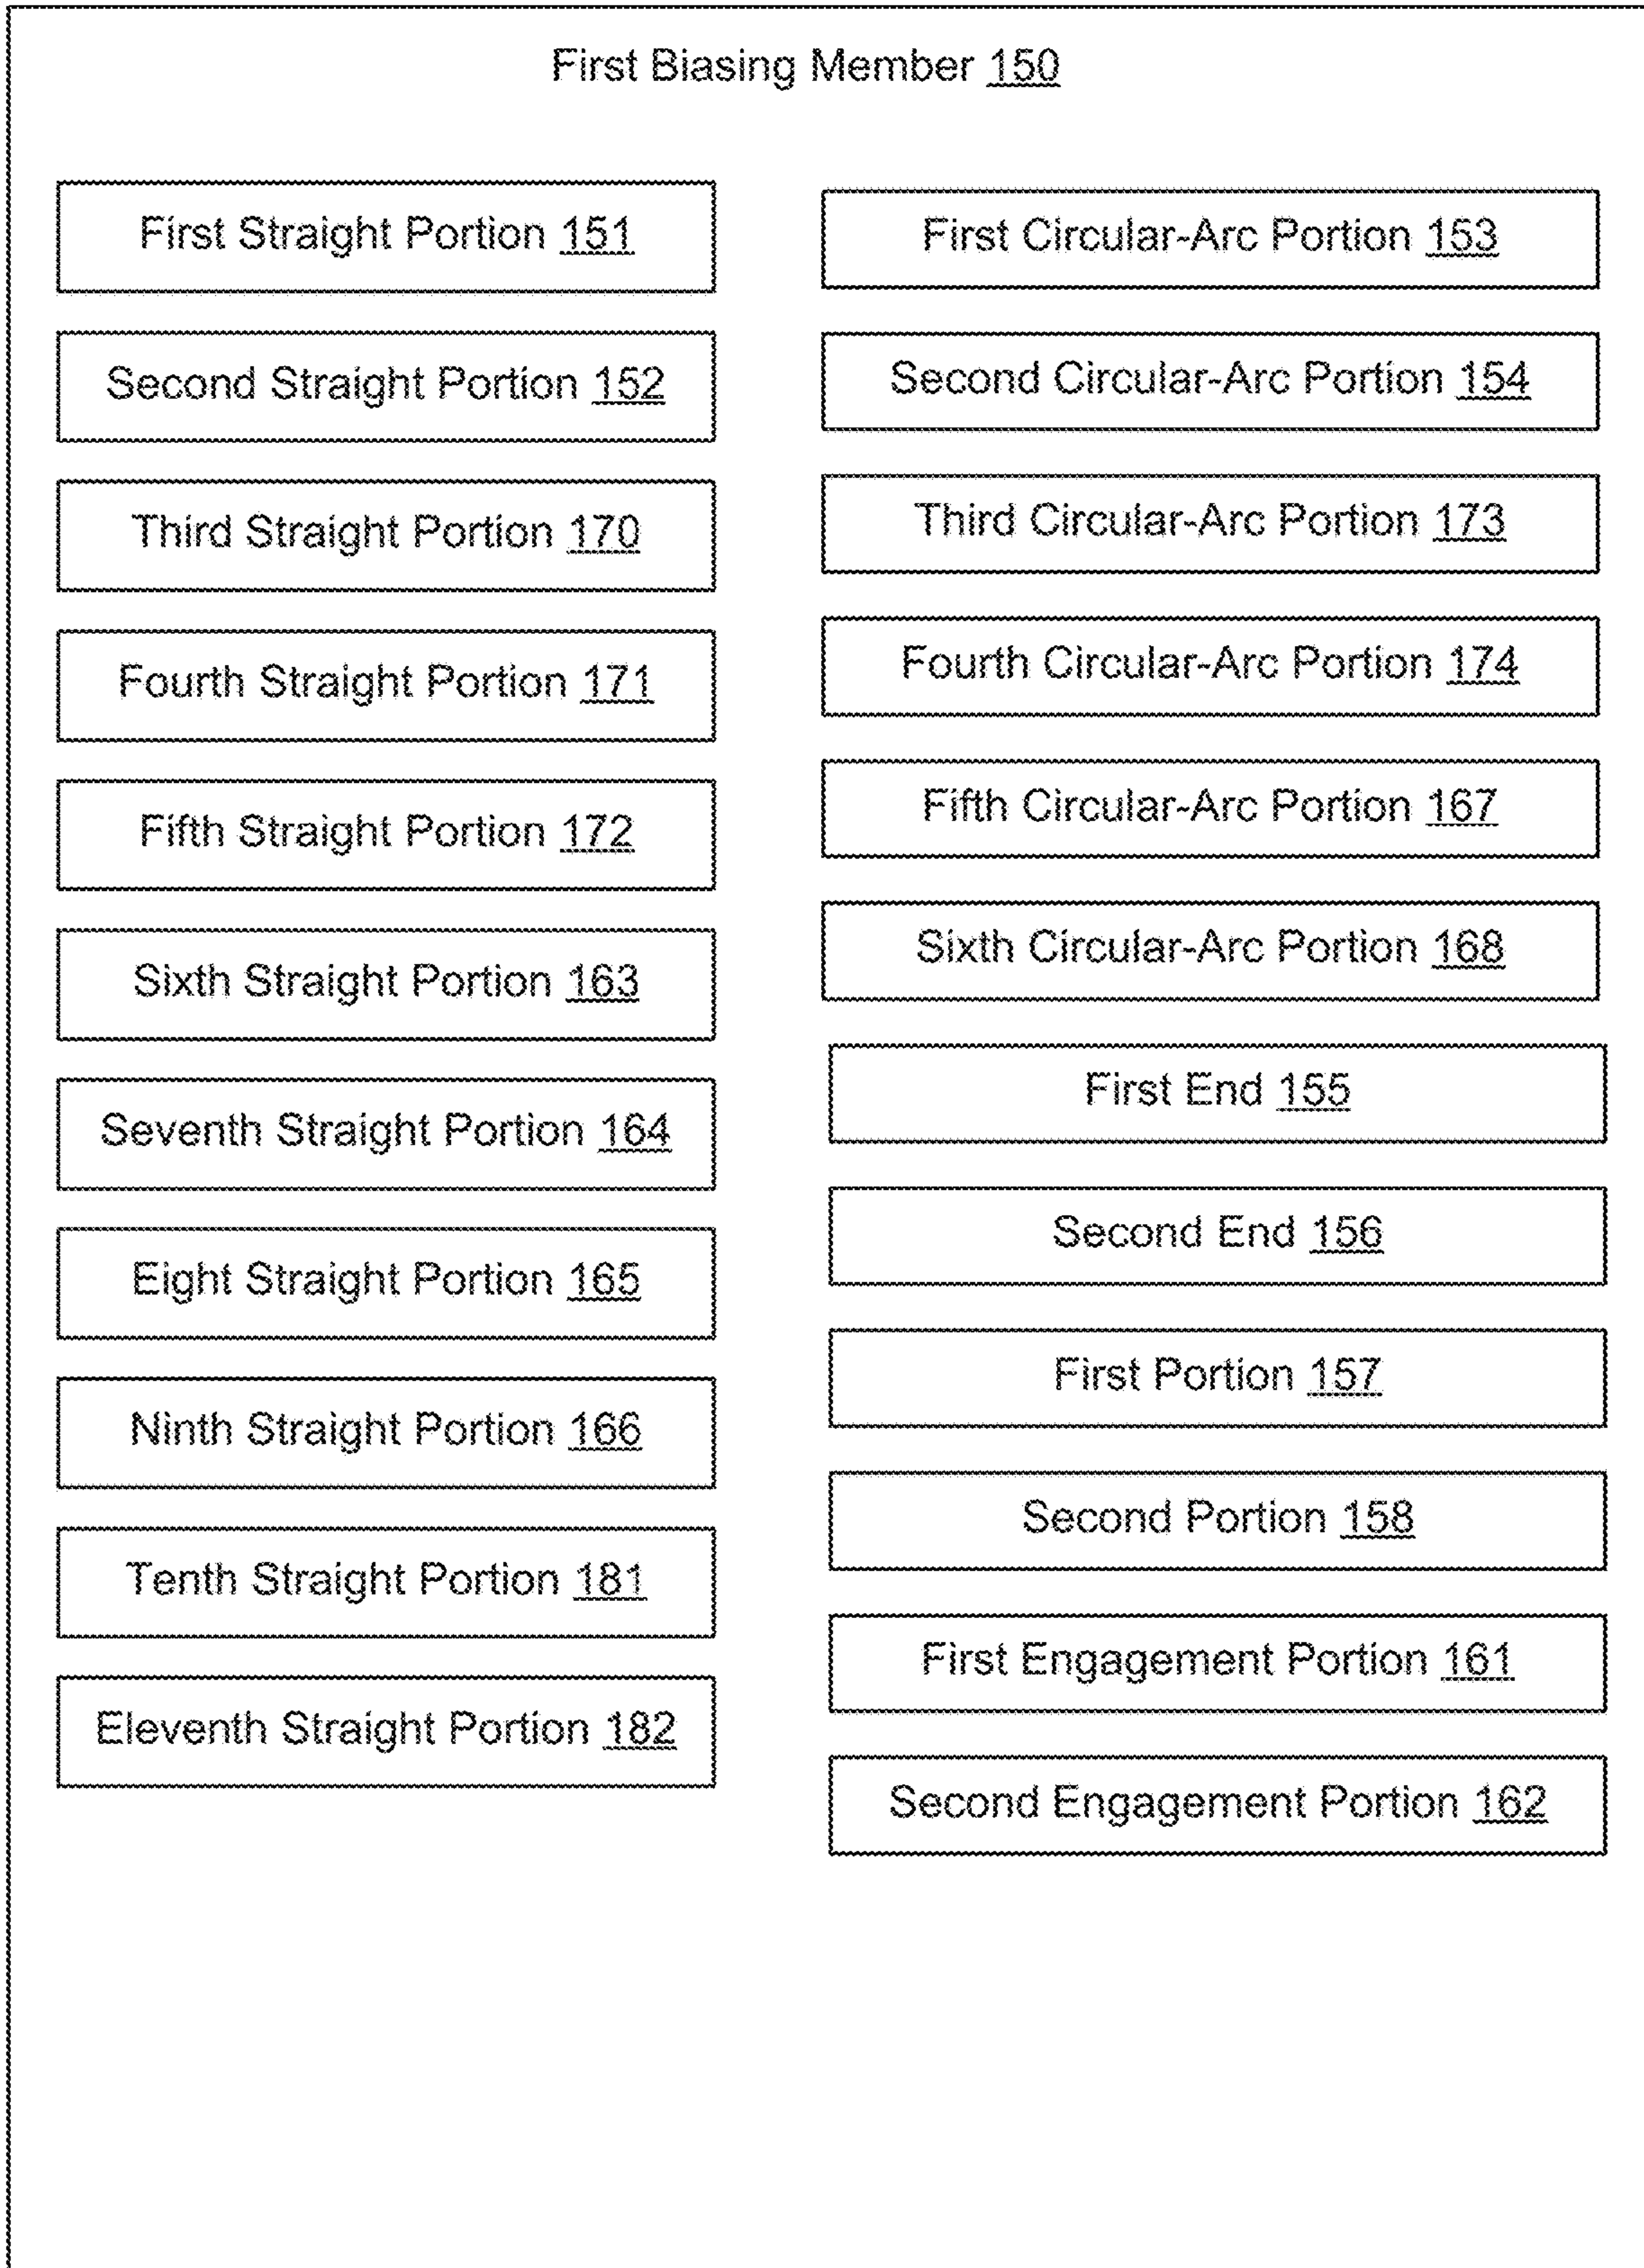 First Biasing Member 150
First Straight Portion 151
Second Straight Portion 152
Third Straight Portion 170
Fourth Straight Portion 171
Fifth Straight Portion 172
Sixth Straight Portion 163
Seventh Straight Portion 164
Eight Straight Portion 165
Ninth Straight Portion 166
Tenth Straight Portion 181
Eleventh Straight Portion 182
First Circular-Arc Portion 153
Second Circular-Arc Portion 154
Third Circular-Arc Portion 173
Fourth Circular-Arc Portion 174
Fifth Circular-Arc Portion 167
Sixth Circular-Arc Portion 168
First End 155
Second End 156
First Portion 157
Second Portion 158
First Engagement Portion 161
Second Engagement Portion 162